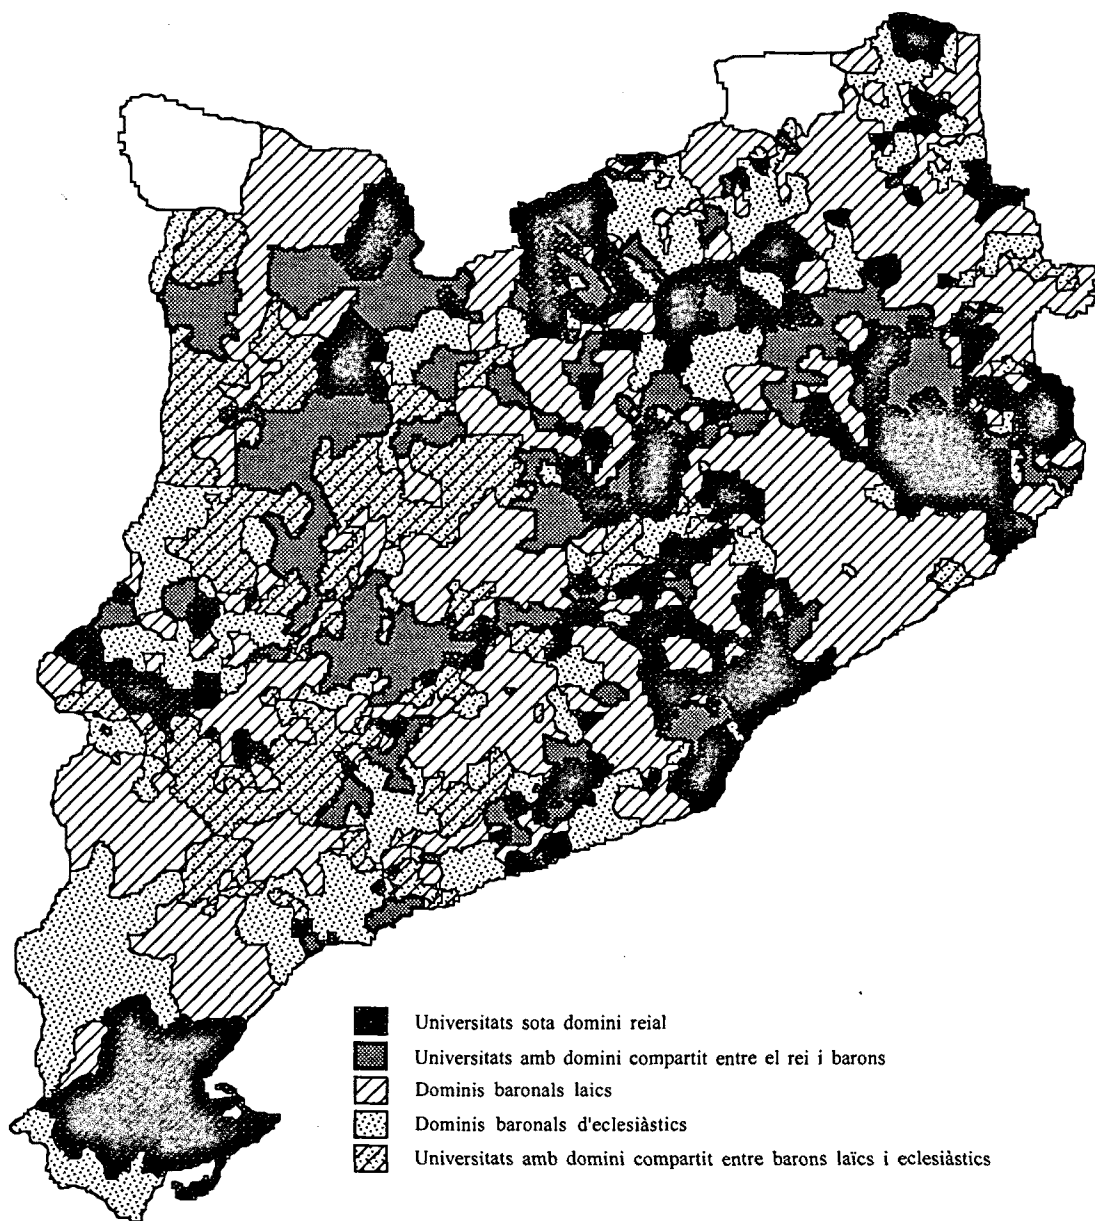 Universitats sota domini reial
Universitats amb domini compartit entre el rei i barons
Dominis baronals laics
Dominis baronals d'eclesiàstics
Universitats amb domini compartit entre barons laïcs i eclesiàstics